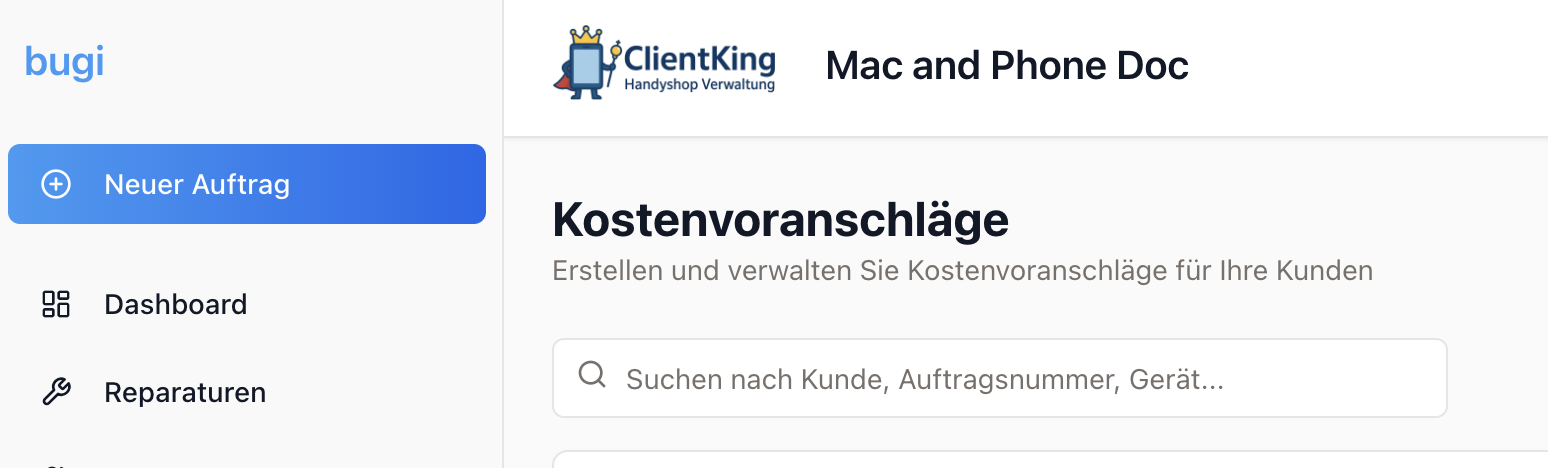 bugi
Neuer Auftrag
Dashboard
Reparaturen
ClientKing
Handyshop Verwaltung
Mac and Phone Doc
Kostenvoranschläge
Erstellen und verwalten Sie Kostenvoranschläge für Ihre Kunden
Suchen nach Kunde, Auftragsnummer, Gerät...